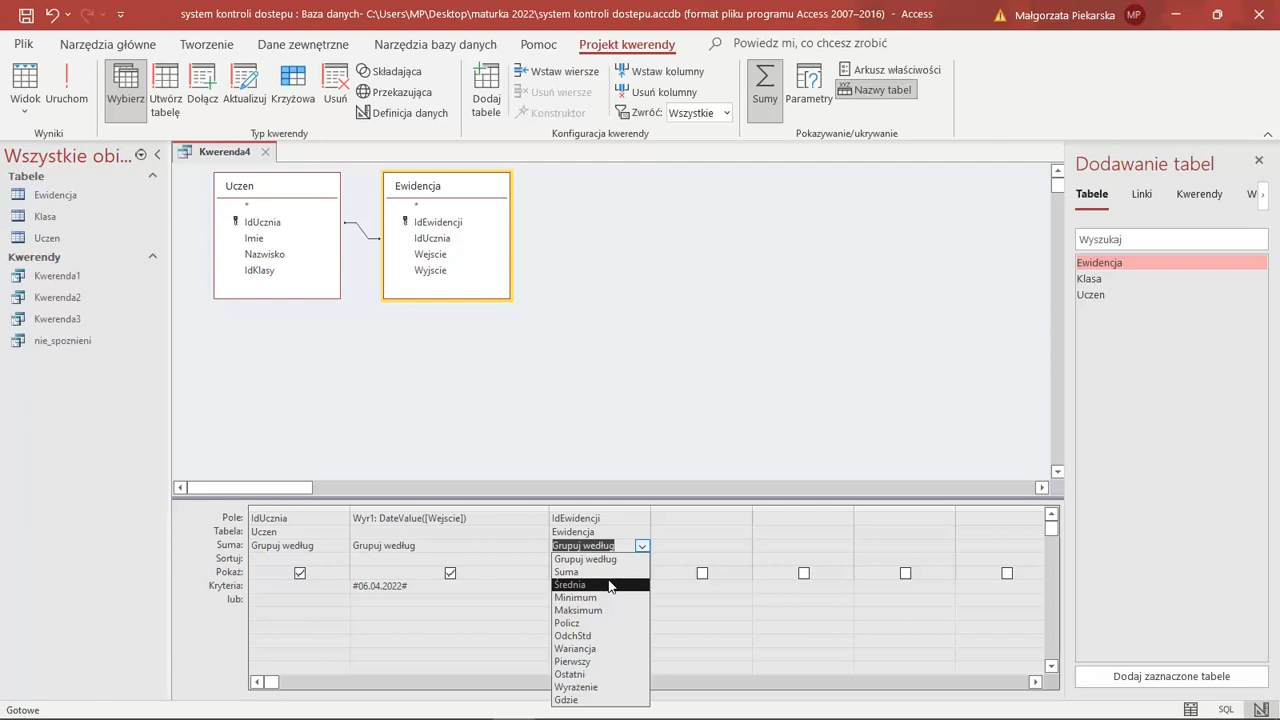 system kontroli dostepu : Baza danych- C:\Users\MP\Desktop\maturka 2022\system kontroli dostepu.accdb (format pliku programu Access 2007–2016) - Access
Małgorzata Piekarska MP
Plik Narzędzia główne Tworzenie Dane zewnętrzne Narzędzia bazy danych Pomoc Projekt kwerendy Powiedz mi, co chcesz zrobić
Widok
Uruchom
Wybierz
Utwórz tabelę
Dołącz
Aktualizuj
Krzyżowa
Usuń
Składająca
Przekazująca
Definicja danych
Dodaj tabele
Wstaw wiersze
Usuń wiersze
Konstruktor
Wstaw kolumny
Usuń kolumny
Zwróć: Wszystkie
Sumy
Parametry
Arkusz właściwości
Nazwy tabel
Wyniki
Typ kwerendy
Konfiguracja kwerendy
Pokazywanie/ukrywanie
Wszystkie obi...
Tabele
Ewidencja
Klasa
Uczen
Kwerendy
Kwerenda1
Kwerenda2
Kwerenda3
nie_spoznieni
Kwerenda4
Uczen
*
IdUcznia
Imie
Nazwisko
IdKlasy
Ewidencja
*
IdEwidencji
IdUcznia
Wejscie
Wyjscie
Dodawanie tabel
Tabele Linki Kwerendy W
Wyszukaj
Ewidencja
Klasa
Uczen
Dodaj zaznaczone tabele
Pole: IdUcznia Wyr1: DateValue([Wejscie]) IdEwidencji
Tabela: Uczen Ewidencja
Suma: Grupuj według Grupuj według Grupuj według
Sortuj:
Pokaż:
Kryteria: #06.04.2022#
lub:
Grupuj według
Suma
Średnia
Minimum
Maksimum
Policz
OdchStd
Wariancja
Pierwszy
Ostatni
Wyrażenie
Gdzie
Gotowe
SQL